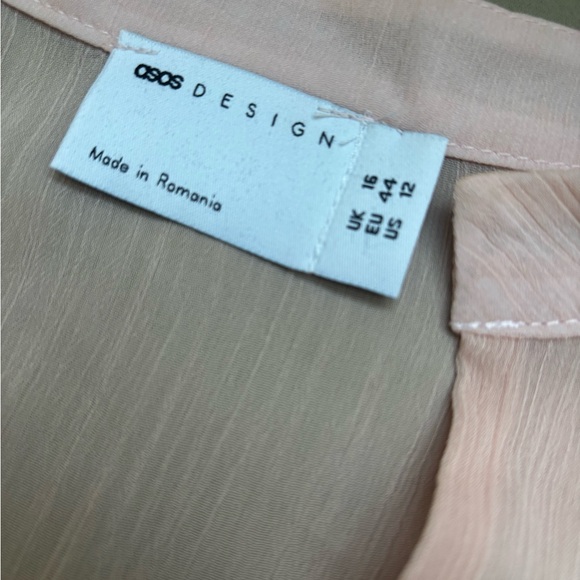 asos DESIGN
Made in Romania
UK 16
EU 44
US 12